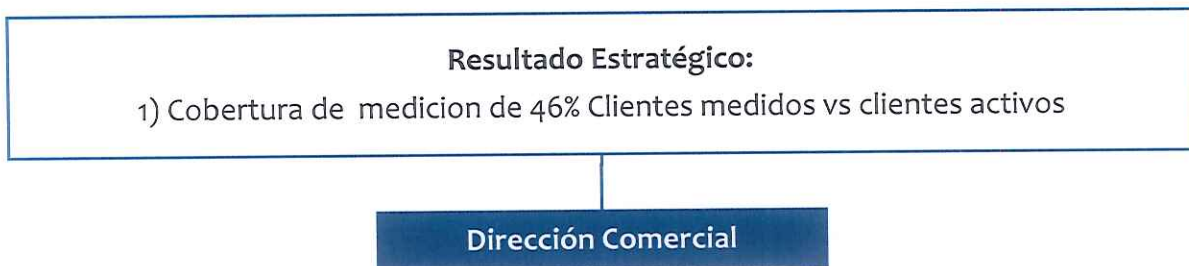 Resultado Estratégico:
1) Cobertura de medicion de 46% Clientes medidos vs clientes activos
Dirección Comercial